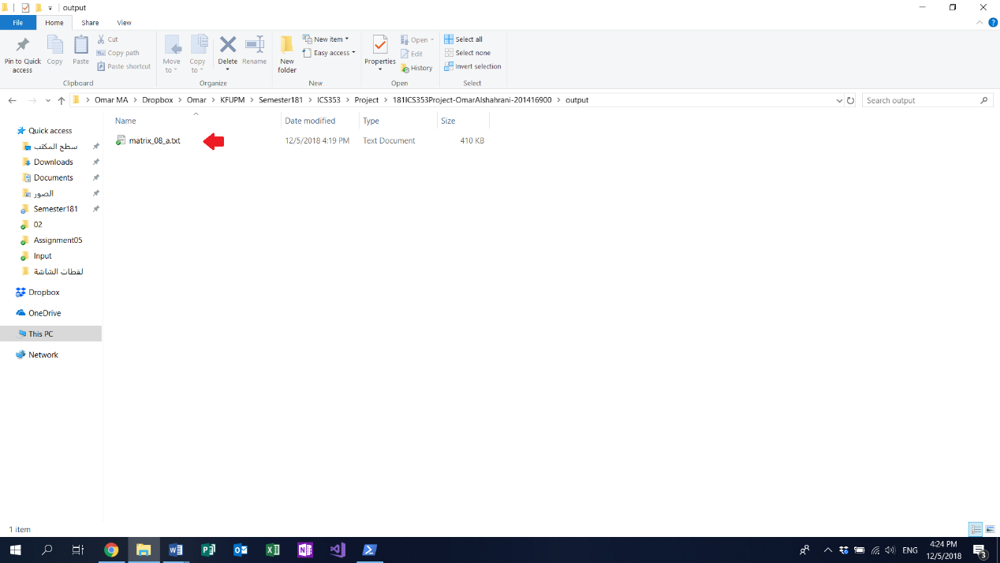 output
File Home Share View
Pin to Quick access
Copy
Paste
Cut
Copy path
Paste shortcut
Clipboard
Move to
Copy to
Delete
Rename
Organize
New folder
New item
Easy access
New
Properties
Open
Edit
History
Open
Select all
Select none
Invert selection
Select
Omar MA > Dropbox > Omar > KFUPM > Semester181 > ICS353 > Project > 181ICS353Project-OmarAlshahrani-201416900 > output
Search output
Name Date modified Type Size
matrix_08_a.txt 12/5/2018 4:19 PM Text Document 410 KB
Quick access
سطح المكتب
Downloads
Documents
الصور
Semester181
02
Assignment05
Input
لقطات الشاشة
Dropbox
OneDrive
This PC
Network
1 item
ENG
4:24 PM
12/5/2018
3